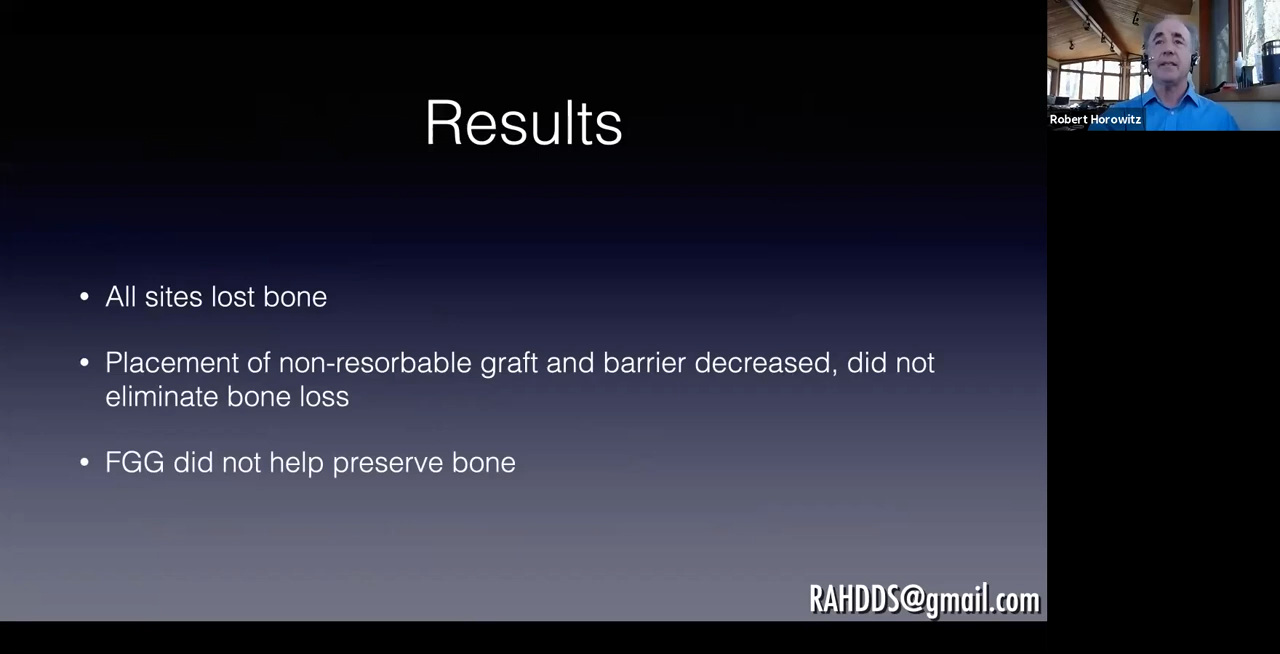 Results
• All sites lost bone
• Placement of non-resorbable graft and barrier decreased, did not
eliminate bone loss
• FGG did not help preserve bone
RAHDDS@gmail.com
Robert Horowitz